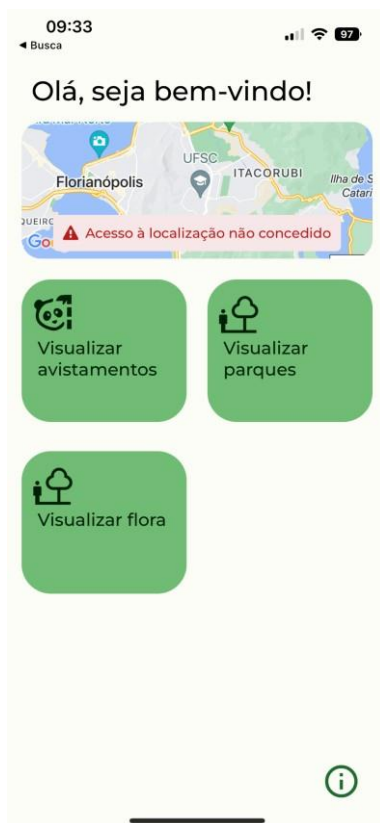 09:33
97
◀ Busca
Olá, seja bem-vindo!
UFSC
ITACORUBI
Florianópolis
Ilha de S
Catari
Go
Acesso à localização não concedido
Visualizar
avistamentos
Visualizar
parques
Visualizar flora